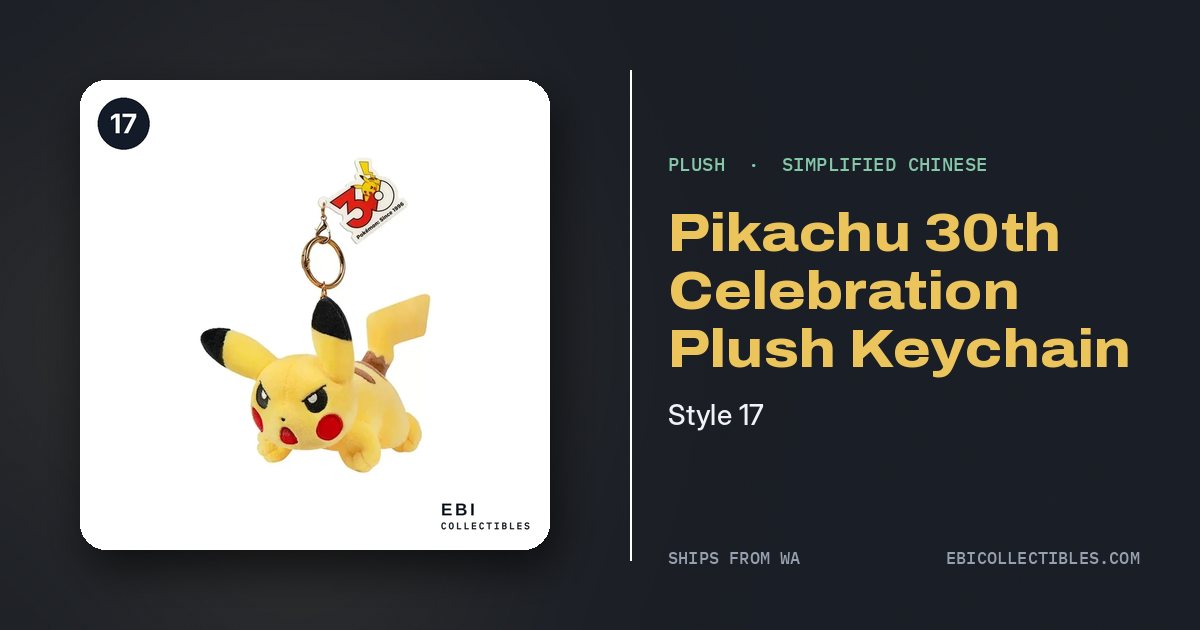 17
30
Pokémon: Since 1996
EBI
COLLECTIBLES
PLUSH · SIMPLIFIED CHINESE
Pikachu 30th
Celebration
Plush Keychain
Style 17
SHIPS FROM WA
EBICOLLECTIBLES.COM